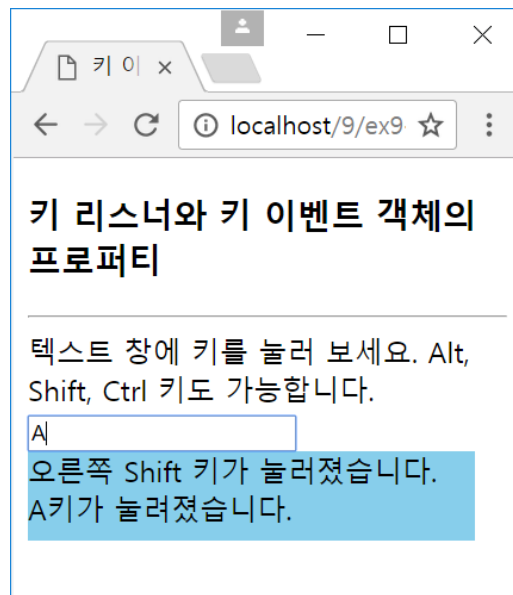 키 이
localhost/9/ex9
키 리스너와 키 이벤트 객체의
프로퍼티
텍스트 창에 키를 눌러 보세요. Alt,
Shift, Ctrl 키도 가능합니다.
A
오른쪽 Shift 키가 눌러졌습니다.
A키가 눌려졌습니다.